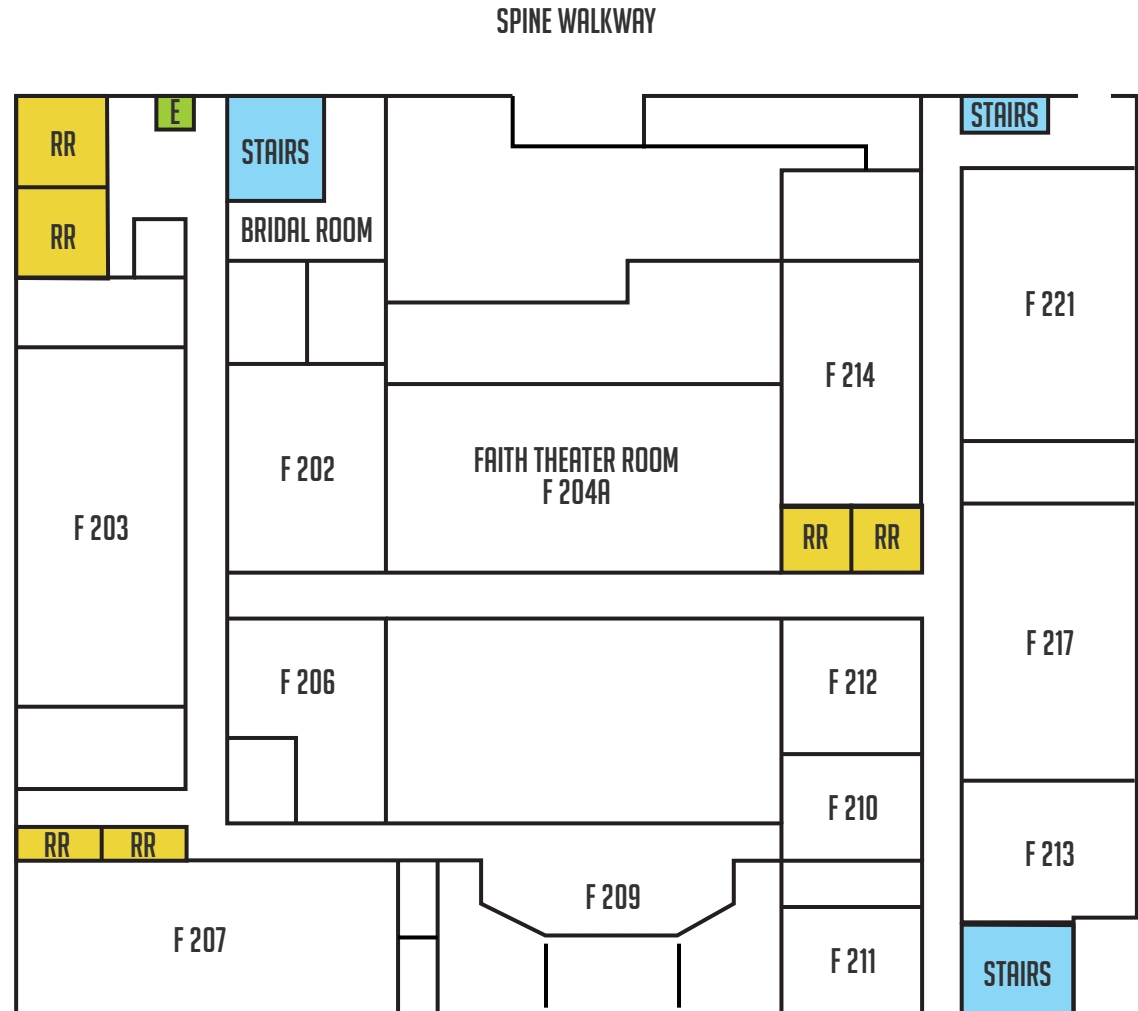 SPINE WALKWAY
E
STAIRS
RR
STAIRS
RR
BRIDAL ROOM
RR
F 221
F 214
FAITH THEATER ROOM
F 204A
F 202
F 203
RR
RR
F 217
F 206
F 212
F 210
RR
RR
F 213
F 209
F 207
F 211
STAIRS